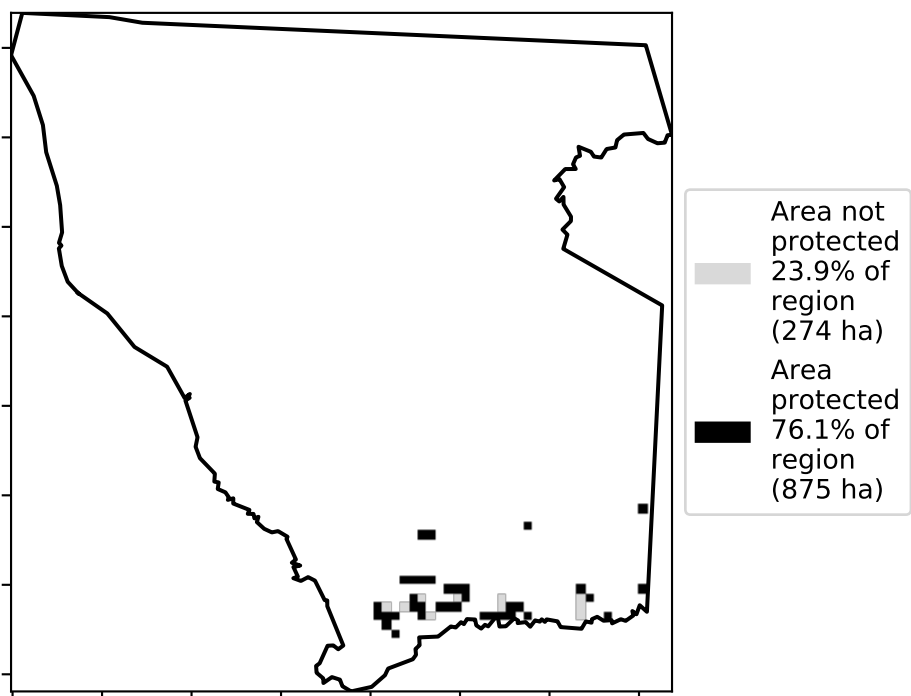 Area not
protected
23.9% of
region
(274 ha)
Area
protected
76.1% of
region
(875 ha)